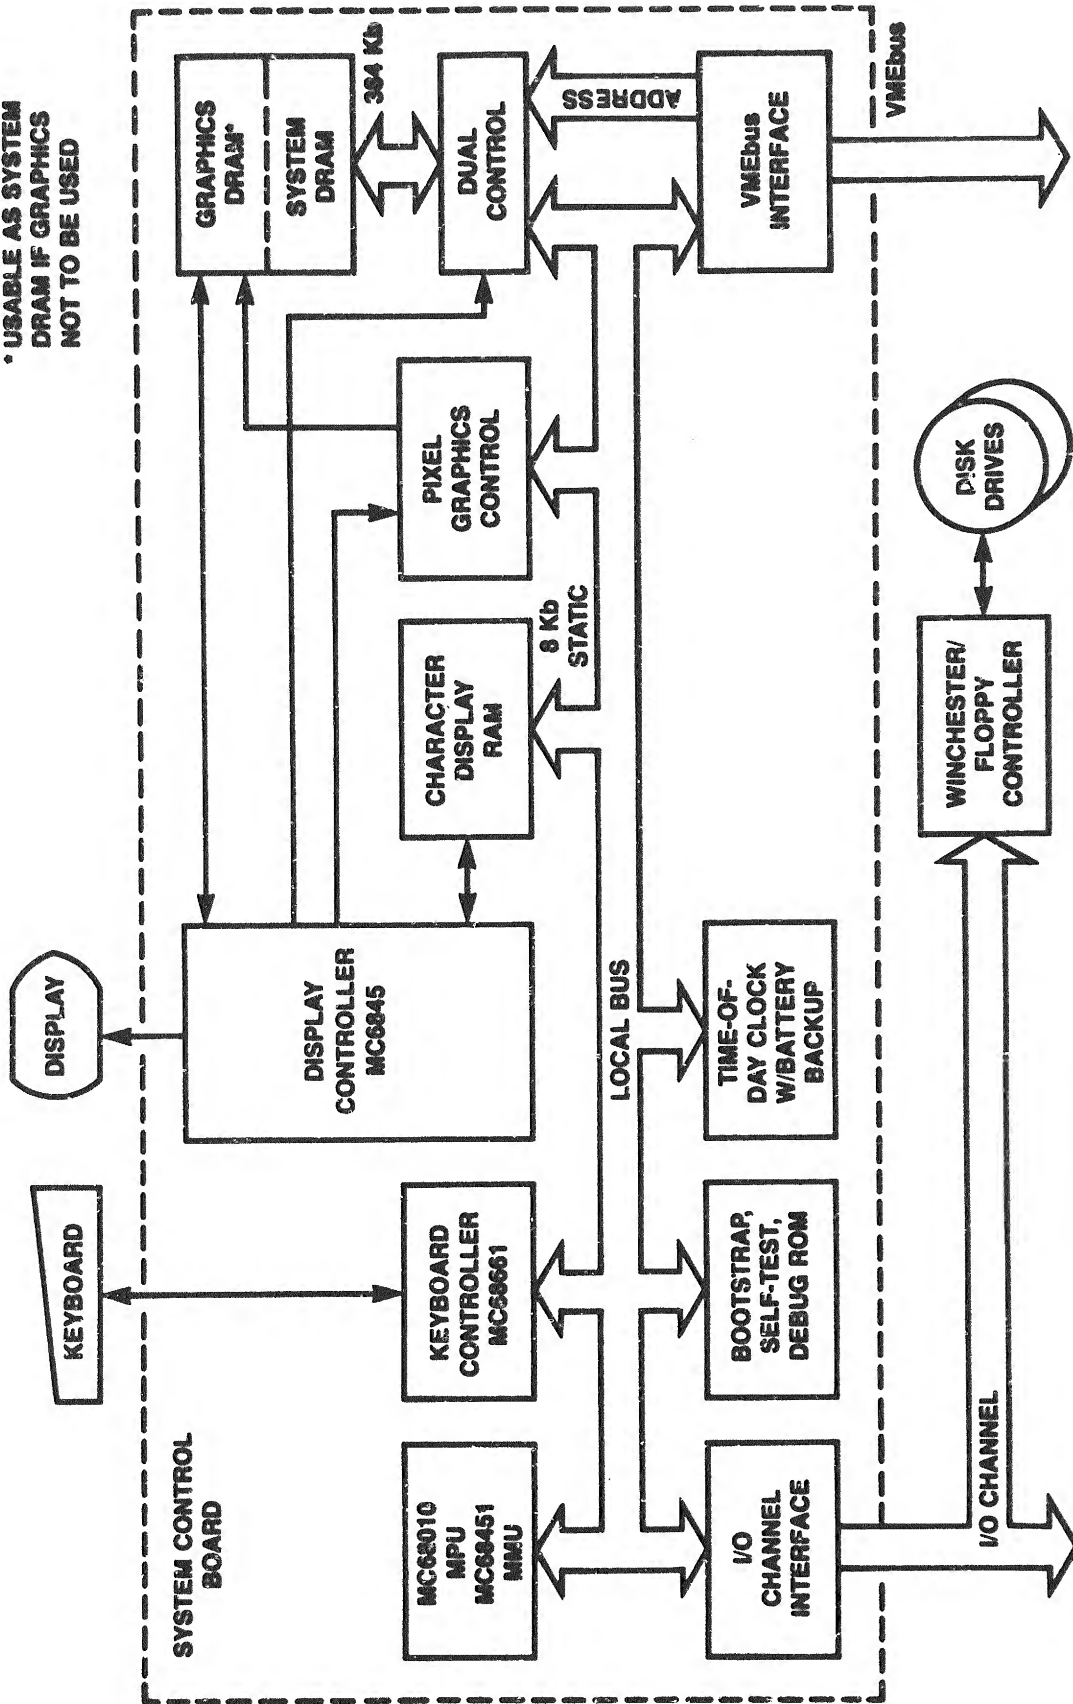 * USABLE AS SYSTEM
DRAM IF GRAPHICS
NOT TO BE USED
KEYBOARD
DISPLAY
SYSTEM CONTROL
BOARD
DISPLAY
CONTROLLER
MC6845
GRAPHICS
DRAM*
SYSTEM
DRAM
384 Kb
MC68010
MPU
MC68451
MMU
KEYBOARD
CONTROLLER
MC68661
CHARACTER
DISPLAY
RAM
PIXEL
GRAPHICS
CONTROL
DUAL
CONTROL
8 Kb
STATIC
ADDRESS
LOCAL BUS
I/O
CHANNEL
INTERFACE
BOOTSTRAP,
SELF-TEST,
DEBUG ROM
TIME-OF-
DAY CLOCK
W/BATTERY
BACKUP
VMEbus
INTERFACE
VMEbus
I/O CHANNEL
WINCHESTER/
FLOPPY
CONTROLLER
DISK
DRIVES